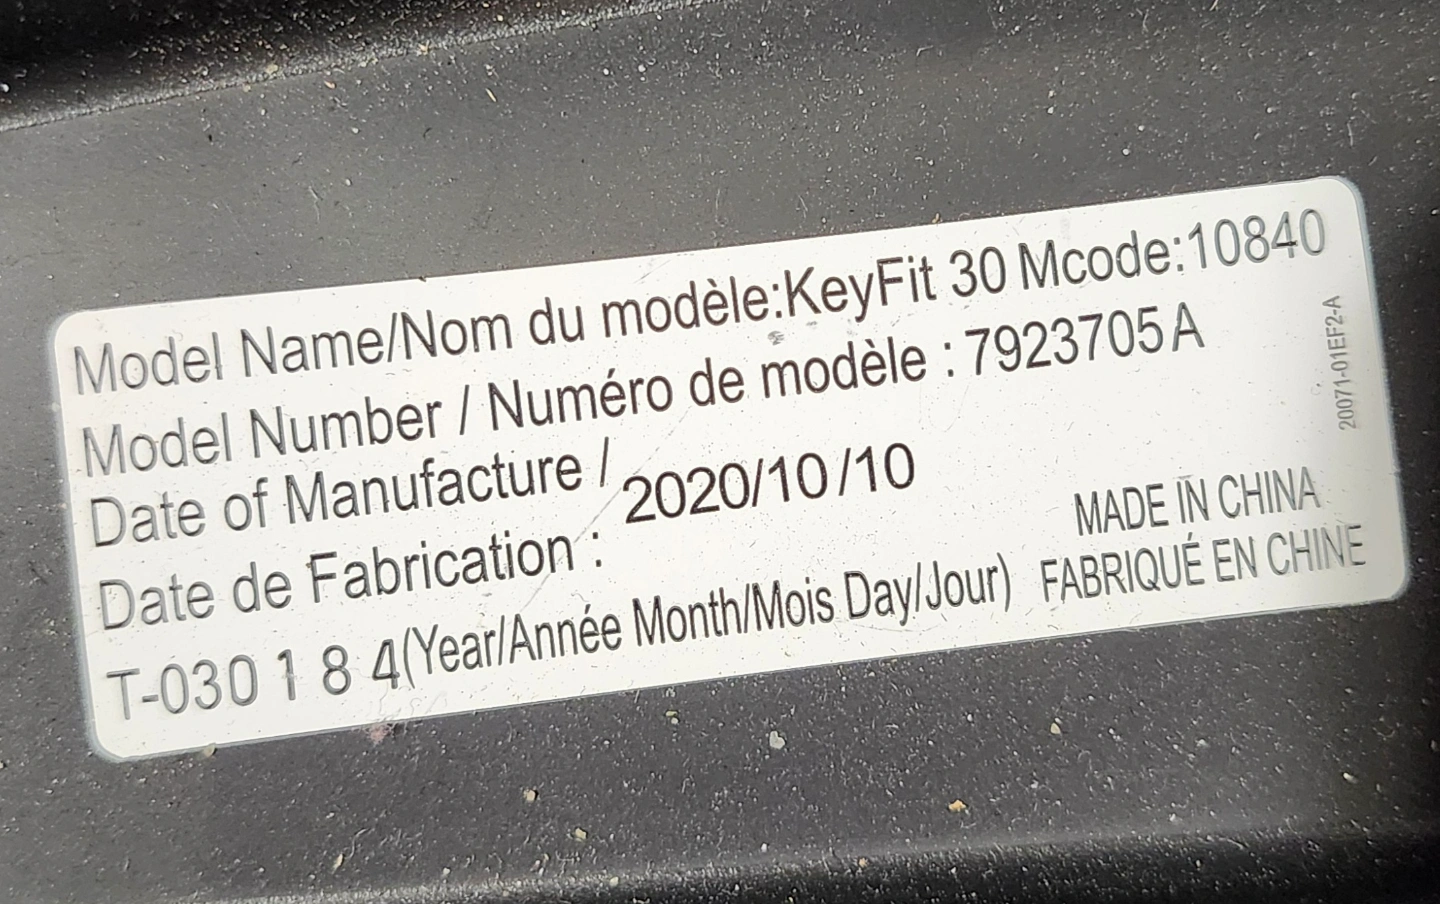 Model Name/Nom du modèle:KeyFit 30 Mcode:10840
Model Number / Numéro de modèle : 7923705A
Date of Manufacture /
Date de Fabrication : 2020/10/10
T-030 1 8 4(Year/Année Month/Mois Day/Jour)
MADE IN CHINA
FABRIQUÉ EN CHINE
20071-01EF2-A